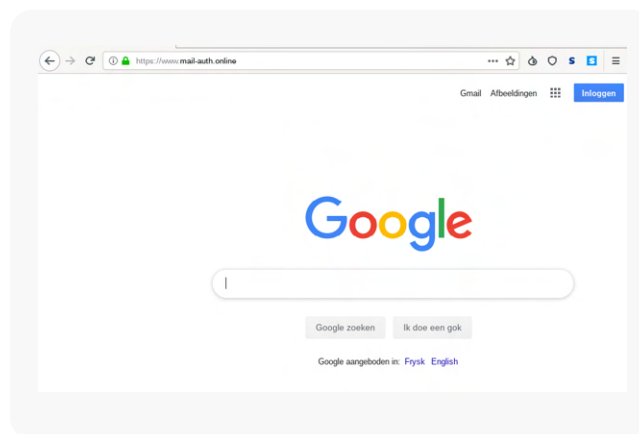 https://www.mail-auth.online
Gmail Afbeeldingen Inloggen
Google
Google zoeken Ik doe een gok
Google aangeboden in: Frysk English